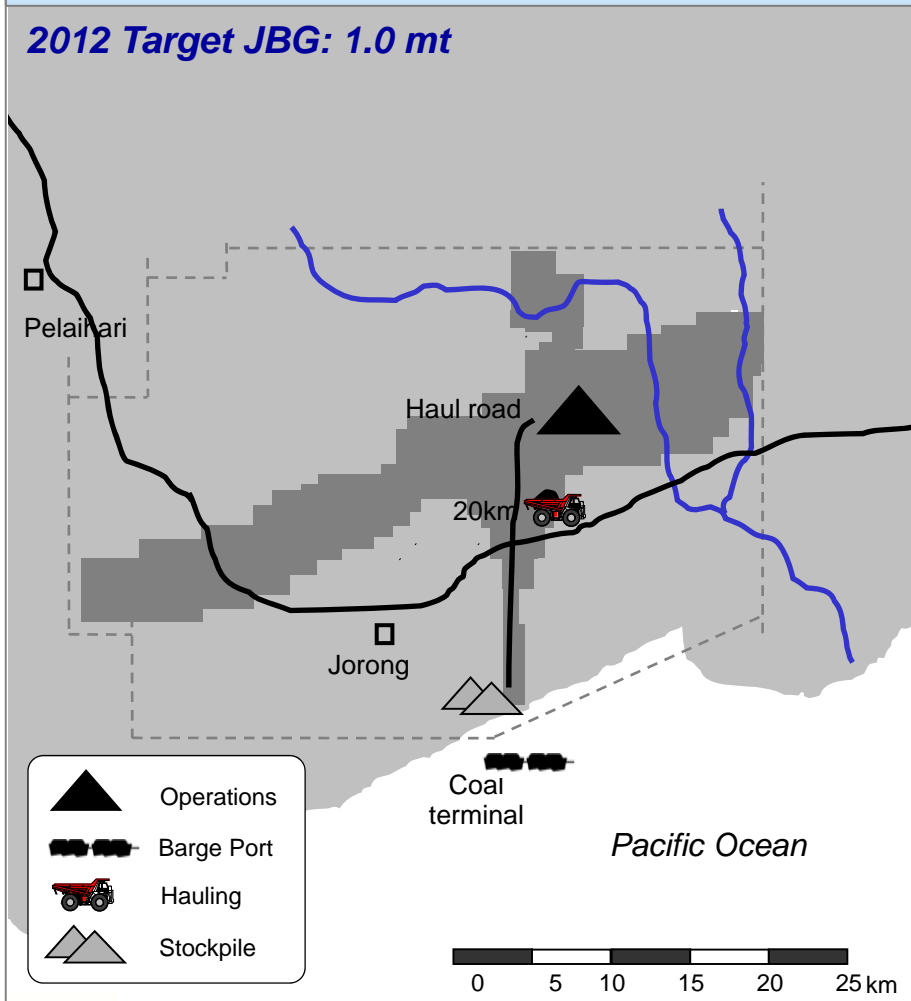 2012 Target JBG: 1.0 mt
Pelaihari
Haul road
20km
Jorong
Coal
terminal
Pacific Ocean
Operations
Barge Port
Hauling
Stockpile
0 5 10 15 20 25 km